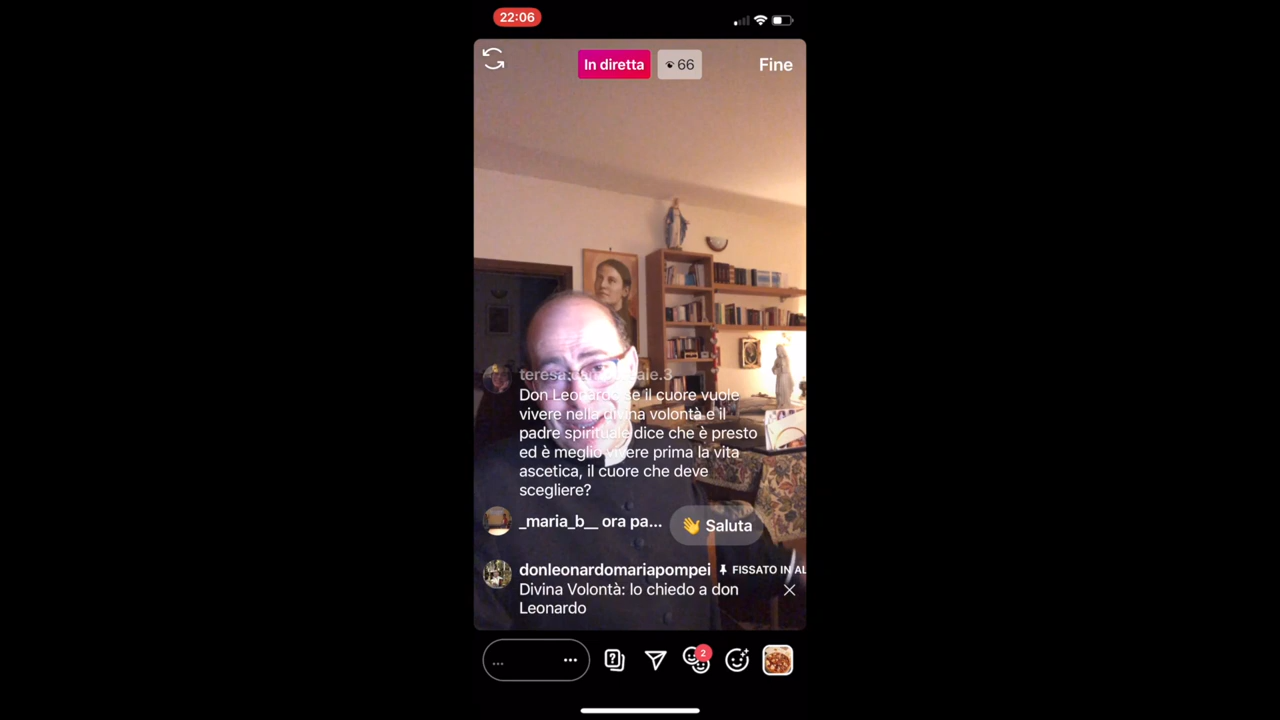 22:06
In diretta
66
Fine
Don Leonardo se il cuore vuole
vivere nella divina volontà e il
padre spirituale dice che è presto
ed è meglio vivere prima la vita
ascetica, il cuore che deve
scegliere?
_maria_b__ ora pa...
Saluta
donleonardomariapompei FISSATO IN AL
Divina Volontà: lo chiedo a don
Leonardo
...
2